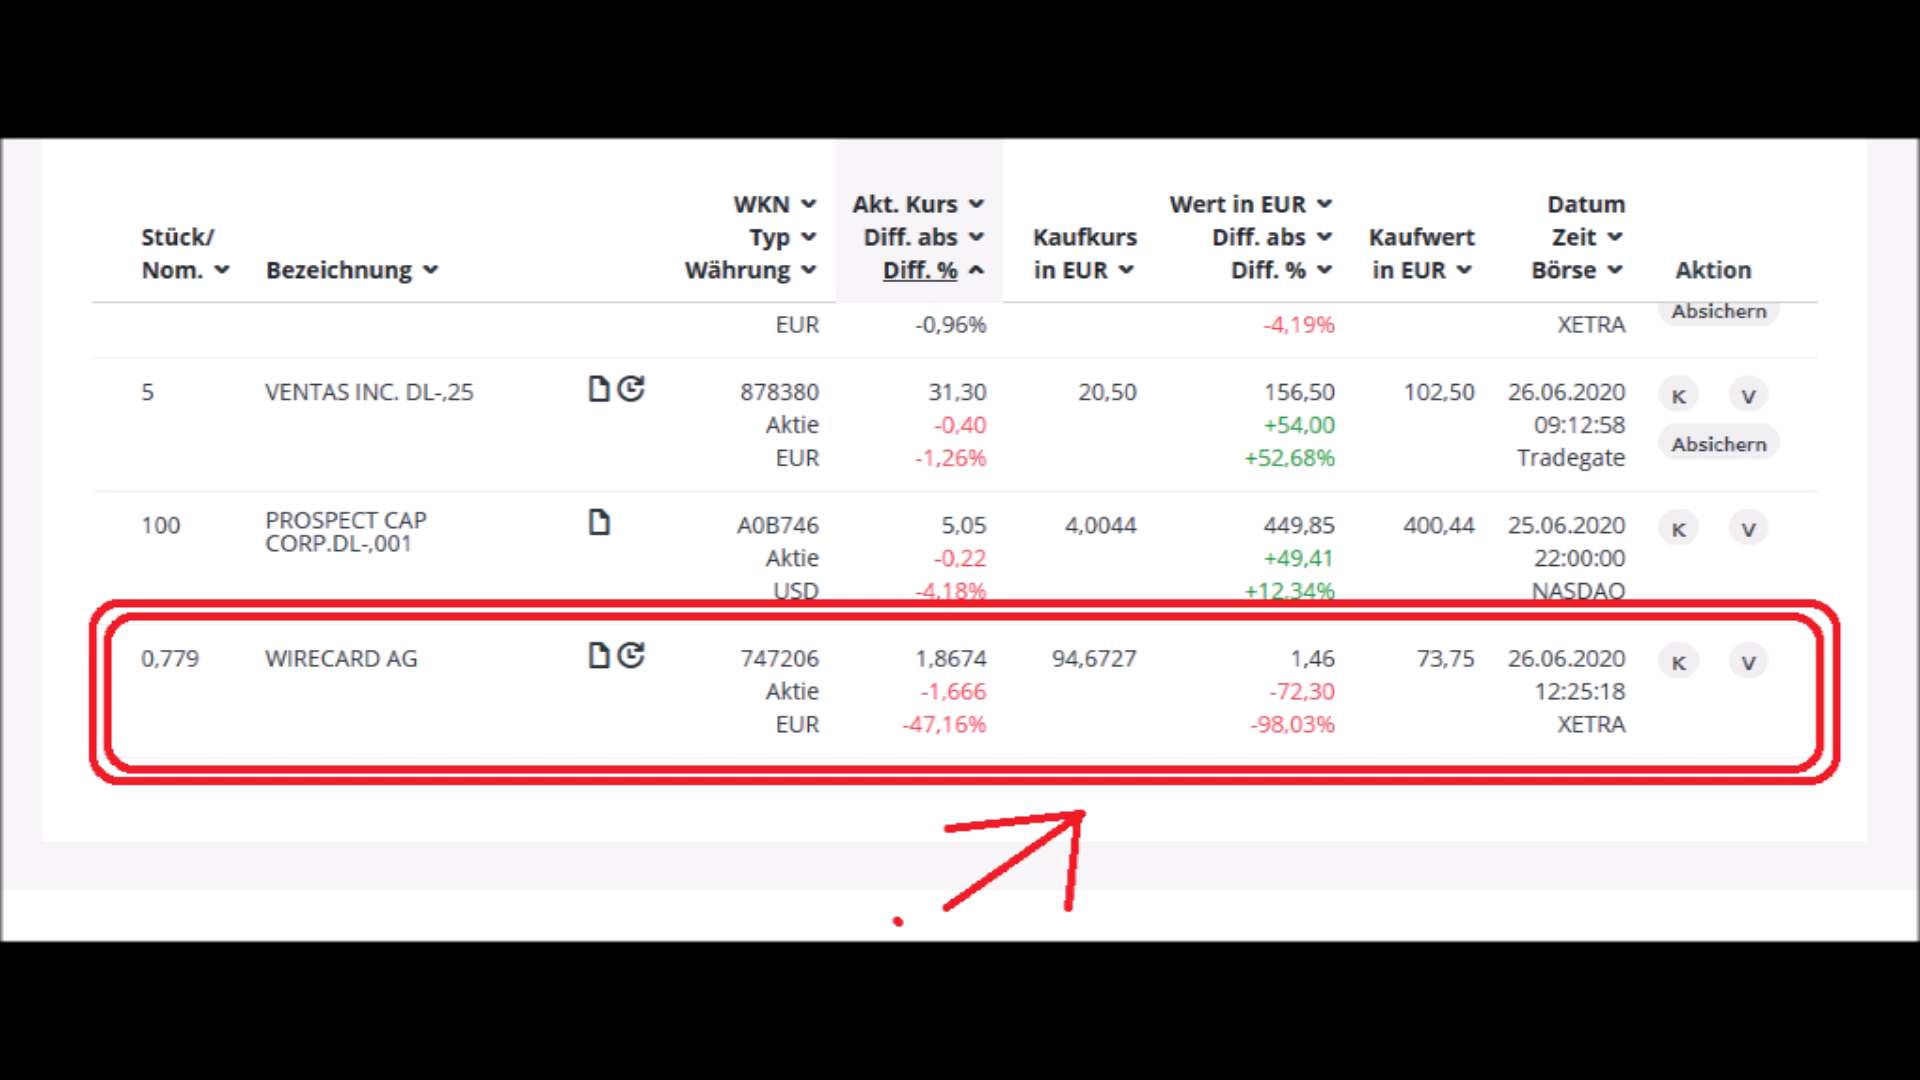 WKN Akt. Kurs Wert in EUR Datum
Stück/ Typ Diff. abs Kaufkurs Diff. abs Kaufwert Zeit
Nom. Bezeichnung Währung Diff. % in EUR Diff. % in EUR Börse Aktion
EUR -0,96% -4,19% XETRA Absichern
5 VENTAS INC. DL-,25 878380 31,30 20,50 156,50 102,50 26.06.2020 K V
Aktie -0,40 +54,00 09:12:58
EUR -1,26% +52,68% Tradegate Absichern
100 PROSPECT CAP A0B746 5,05 4,0044 449,85 400,44 25.06.2020 K V
CORP.DL-,001 Aktie -0,22 +49,41 22:00:00
USD -4,18% +12,34% NASDAQ
0,779 WIRECARD AG 747206 1,8674 94,6727 1,46 73,75 26.06.2020 K V
Aktie -1,666 -72,30 12:25:18
EUR -47,16% -98,03% XETRA